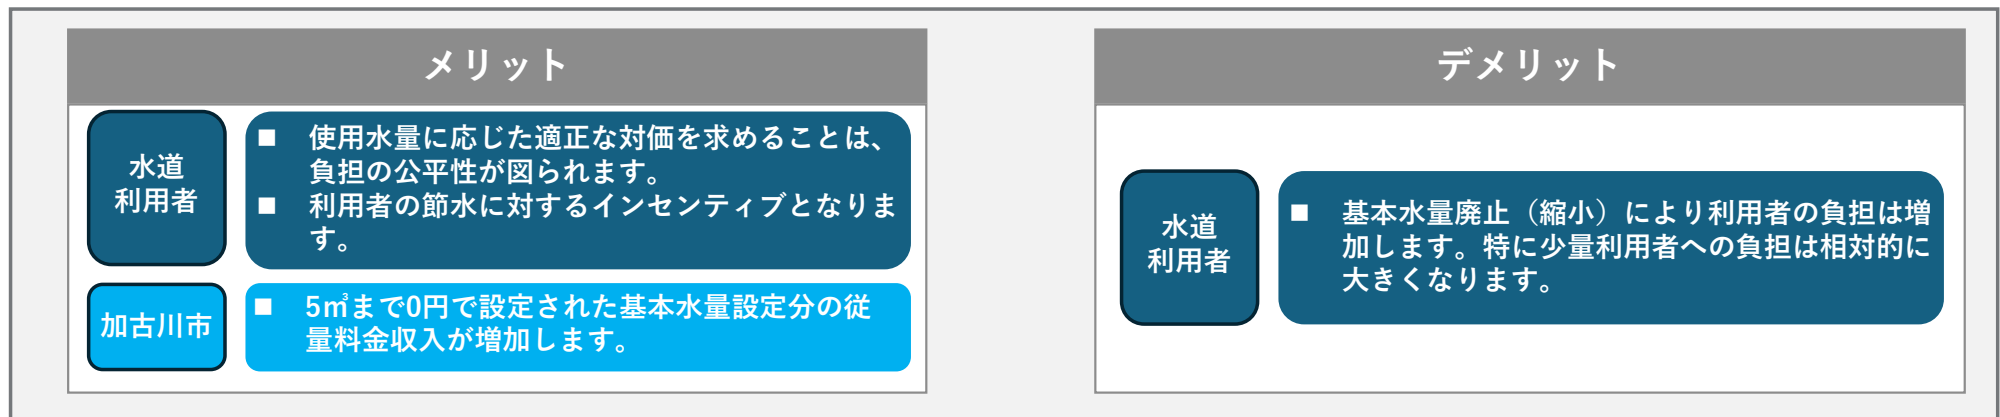 メリット
水道
利用者
■ 使用水量に応じた適正な対価を求めることは、
負担の公平性が図られます。
■ 利用者の節水に対するインセンティブとなりま
す。
加古川市
■ 5㎥まで0円で設定された基本水量設定分の従
量料金収入が増加します。
デメリット
水道
利用者
■ 基本水量廃止（縮小）により利用者の負担は増
加します。特に少量利用者への負担は相対的に
大きくなります。